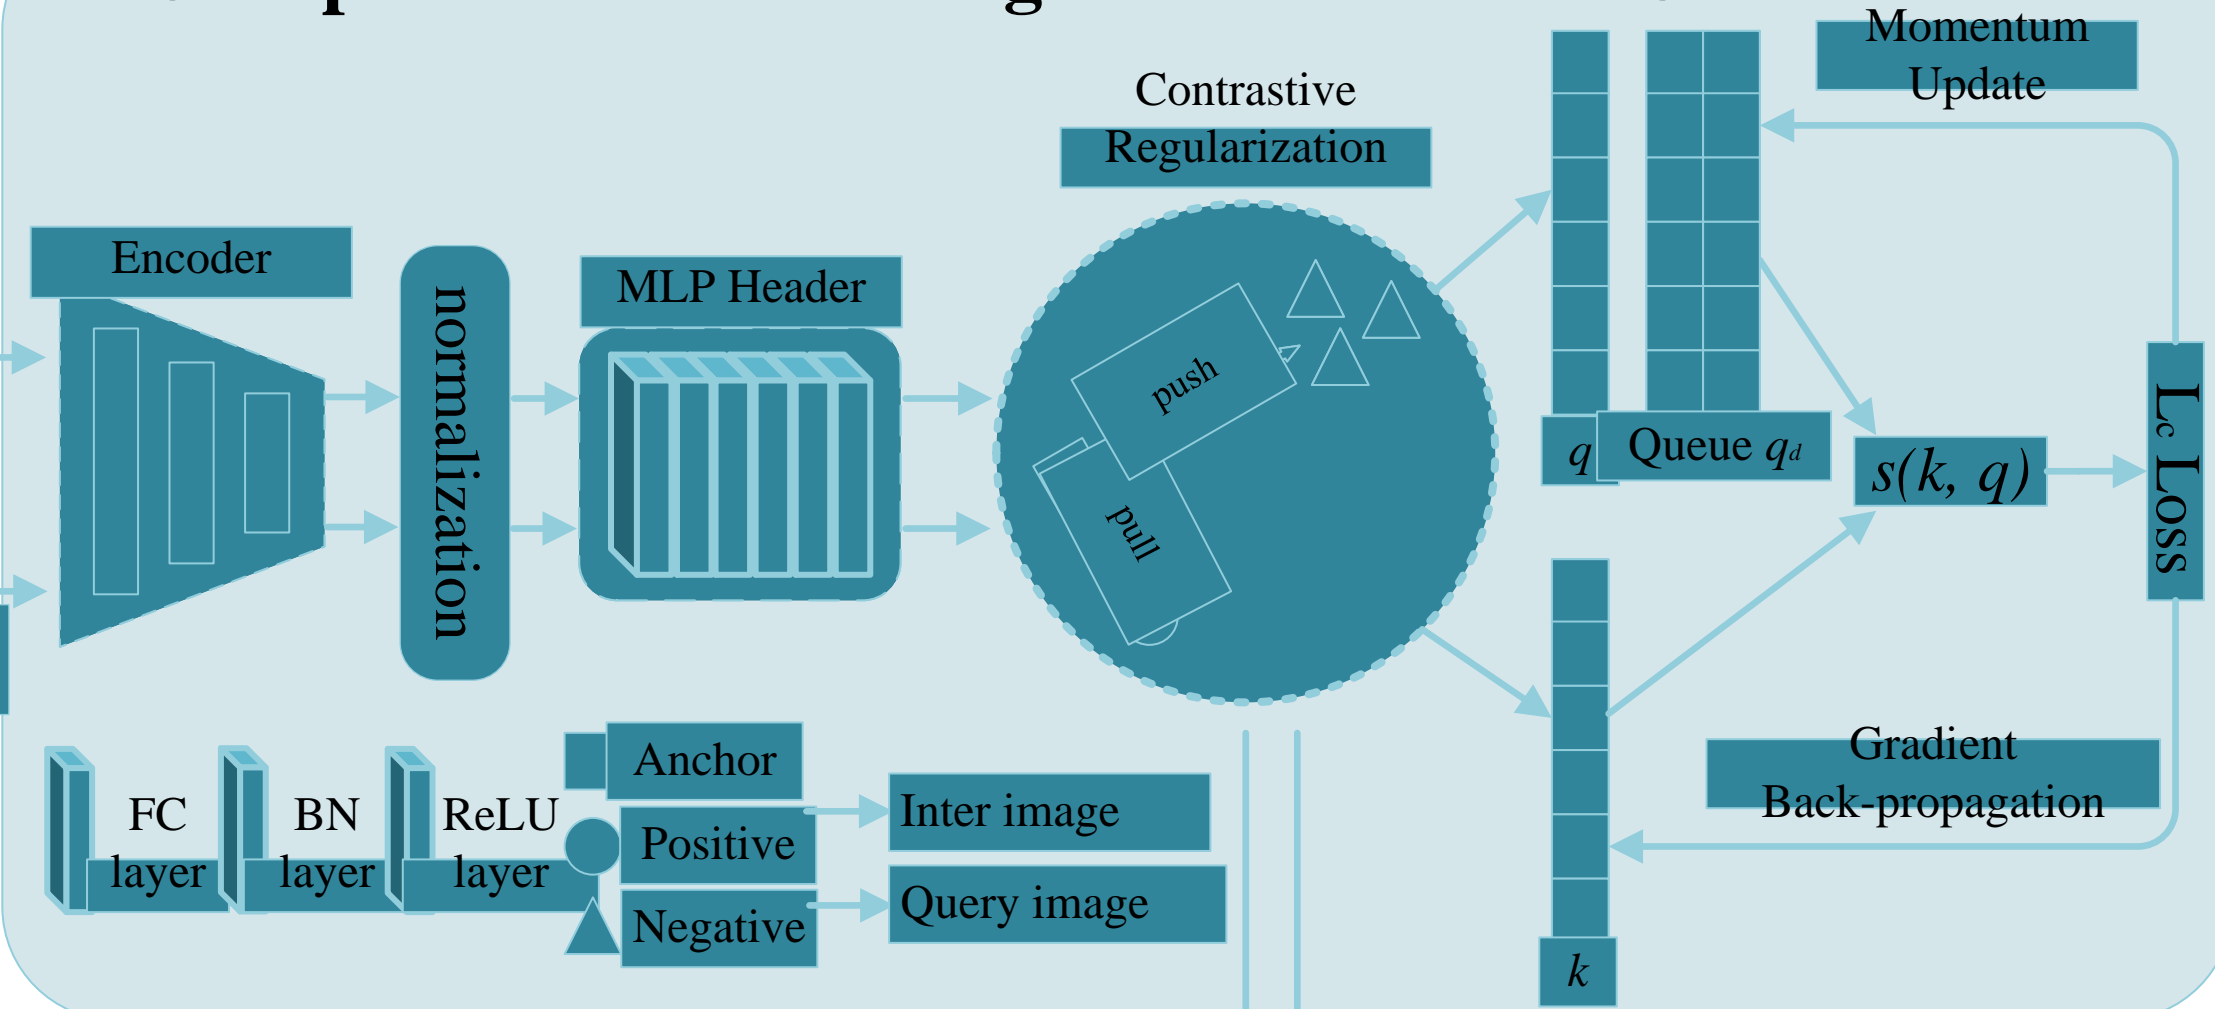 Momentum
Update
Contrastive
Regularization
Encoder
normalization
MLP Header
push
pull
q
Queue qd
s(k, q)
Lc Loss
Gradient
Back-propagation
k
FC
layer
BN
layer
ReLU
layer
Anchor
Positive
Negative
Inter image
Query image